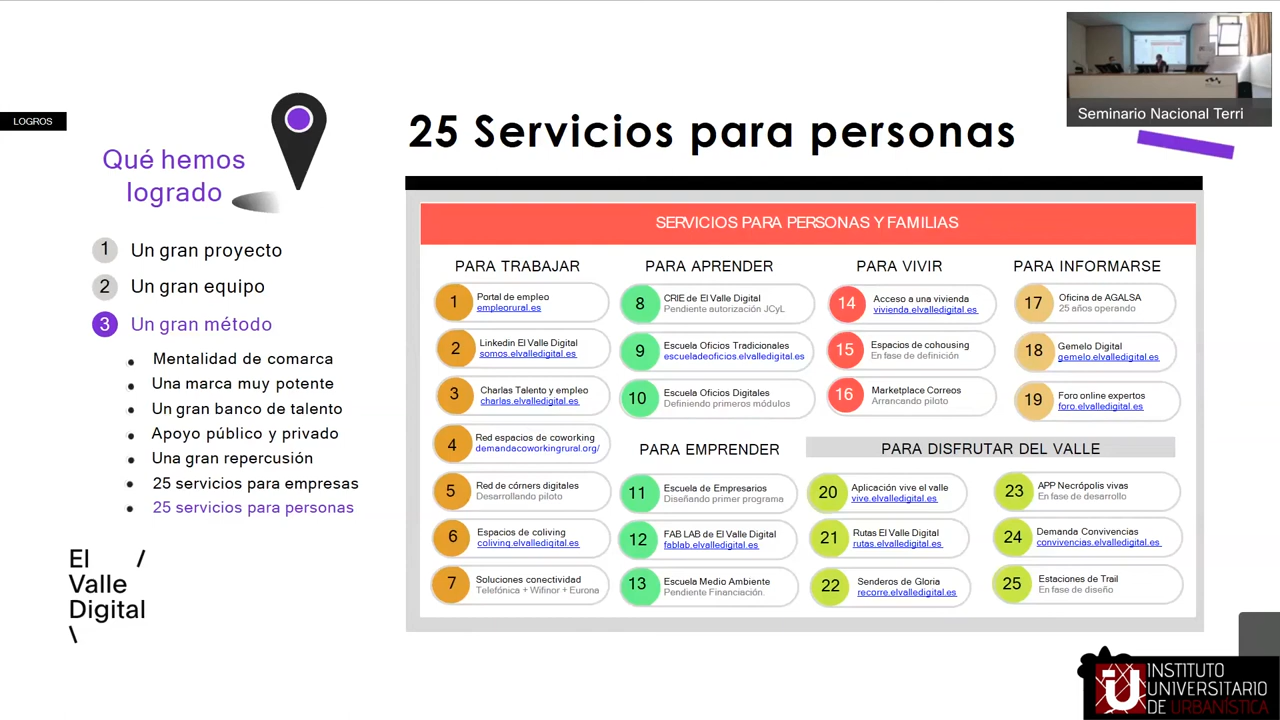 LOGROS
Qué hemos
logrado
1 Un gran proyecto
2 Un gran equipo
3 Un gran método
• Mentalidad de comarca
• Una marca muy potente
• Un gran banco de talento
• Apoyo público y privado
• Una gran repercusión
• 25 servicios para empresas
• 25 servicios para personas
El /
Valle
Digital
\
25 Servicios para personas
SERVICIOS PARA PERSONAS Y FAMILIAS
PARA TRABAJAR
1 Portal de empleo
empleorural.es
2 Linkedin El Valle Digital
somos.elvalledigital.es
3 Charlas Talento y empleo
charlas.elvalledigital.es
4 Red espacios de coworking
demandacoworkingrural.org/
5 Red de córners digitales
Desarrollando piloto
6 Espacios de coliving
coliving.elvalledigital.es
7 Soluciones conectividad
Telefónica + Wifinor + Eurona
PARA APRENDER
8 CRIE de El Valle Digital
Pendiente autorización JCyL
9 Escuela Oficios Tradicionales
escueladeoficios.elvalledigital.es
10 Escuela Oficios Digitales
Definiendo primeros módulos
PARA EMPRENDER
11 Escuela de Empresarios
Diseñando primer programa
12 FAB LAB de El Valle Digital
fablab.elvalledigital.es
13 Escuela Medio Ambiente
Pendiente Financiación.
PARA VIVIR
14 Acceso a una vivienda
vivienda.elvalledigital.es
15 Espacios de cohousing
En fase de definición
16 Marketplace Correos
Arrancando piloto
PARA INFORMARSE
17 Oficina de AGALSA
25 años operando
18 Gemelo Digital
gemelo.elvalledigital.es
19 Foro online expertos
foro.elvalledigital.es
PARA DISFRUTAR DEL VALLE
20 Aplicación vive el valle
vive.elvalledigital.es
21 Rutas El Valle Digital
rutas.elvalledigital.es
22 Senderos de Gloria
recorre.elvalledigital.es
23 APP Necrópolis vivas
En fase de desarrollo
24 Demanda Convivencias
convivencias.elvalledigital.es
25 Estaciones de Trail
En fase de diseño
Seminario Nacional Terri
iU
INSTITUTO
UNIVERSITARIO
DE URBANÍSTICA